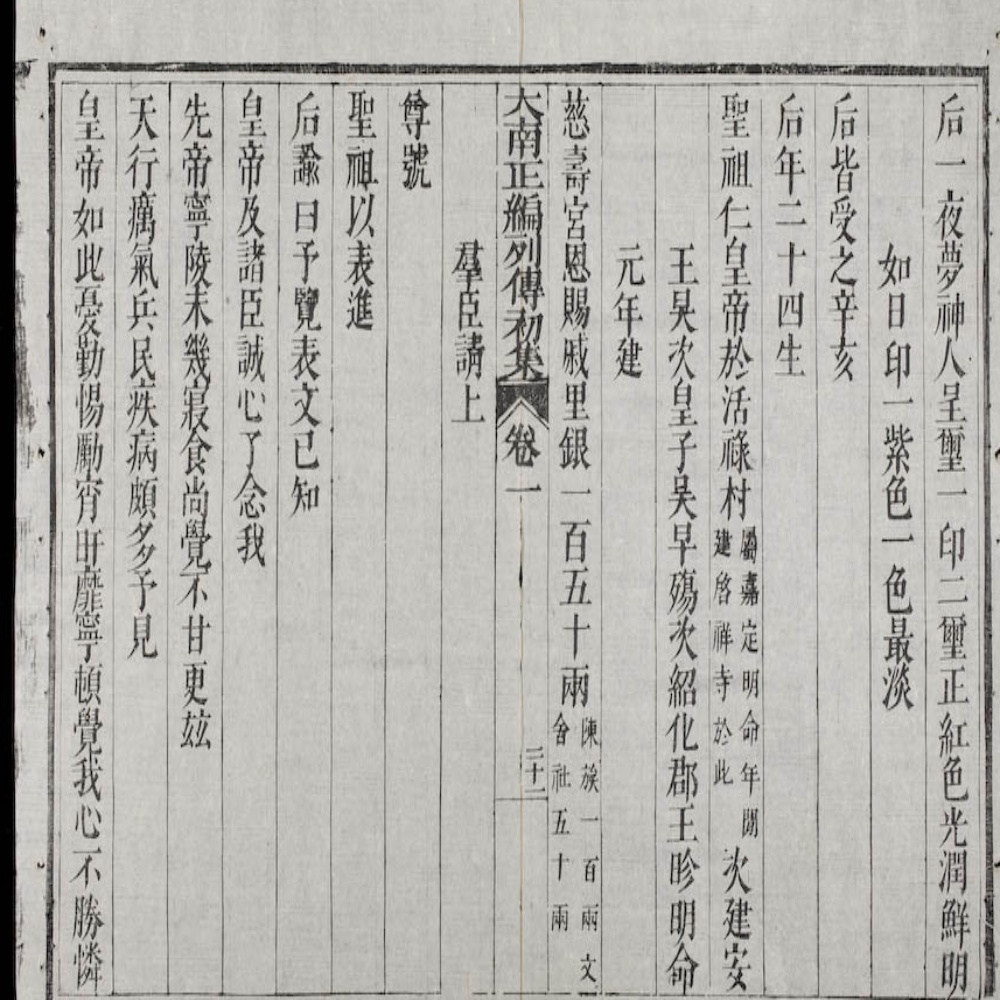 后一夜夢神人呈璽一印二璽正紅色光潤鮮明
如日印一紫色一色最淡
后皆受之辛亥
后年二十四生
聖祖仁皇帝於活祿村屬嘉定明命年間建啓祥寺於此次建安
王昊次皇子昊早殤次紹化郡王昣明命
元年建
慈壽宮恩賜戚里銀一百五十兩陳族一百兩文舍社五十兩
大南正編列傳初集 卷一 二十二
羣臣請上
尊號
聖祖以表進
后諭曰予覽表文已知
皇帝及諸臣誠心了念我
先帝寧陵未幾寢食尚覺不甘更玆
天行癘氣兵民疾病頗多予見
皇帝如此憂勤惕勵宵旰靡寧頓覺我心不勝憐